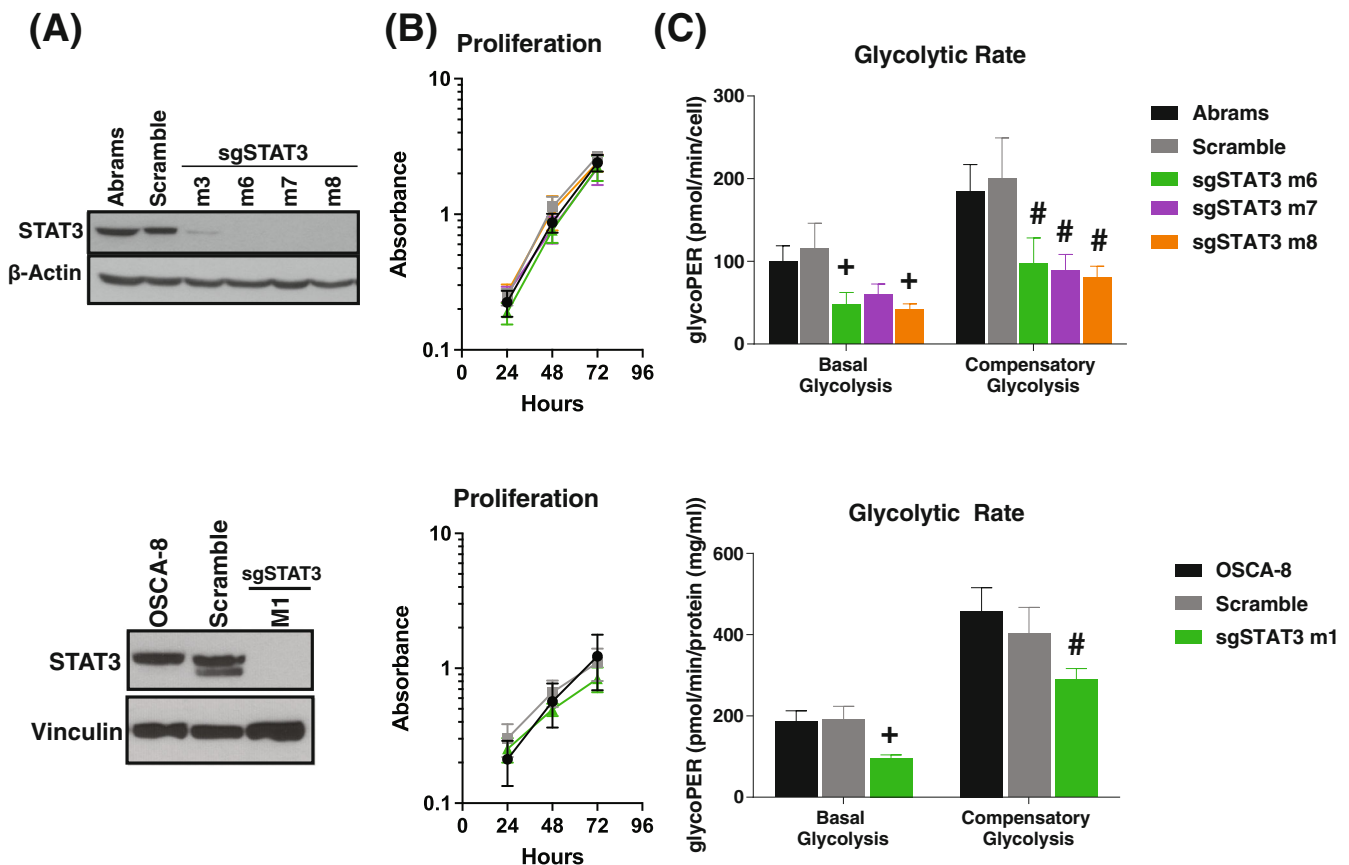 (A)
Abrams
Scramble
sgSTAT3
m3
m6
m7
m8
STAT3
β-Actin
(B)
Proliferation
Absorbance
10
1
0.1
0 24 48 72 96
Hours
(C)
Glycolytic Rate
glycoPER (pmol/min/cell)
300
200
100
0
+
+
# # #
Basal
Glycolysis
Compensatory
Glycolysis
Abrams
Scramble
sgSTAT3 m6
sgSTAT3 m7
sgSTAT3 m8
OSCA-8
Scramble
sgSTAT3
M1
STAT3
Vinculin
Proliferation
Absorbance
10
1
0.1
0 24 48 72 96
Hours
Glycolytic Rate
glycoPER (pmol/min/protein (mg/ml))
600
400
200
0
+
#
Basal
Glycolysis
Compensatory
Glycolysis
OSCA-8
Scramble
sgSTAT3 m1